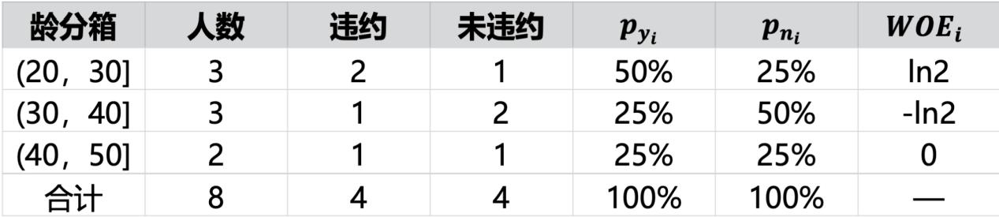 龄分箱 人数 违约 未违约 p_{y_i} p_{n_i} WOE_i
(20，30] 3 2 1 50% 25% ln2
(30，40] 3 1 2 25% 50% -ln2
(40，50] 2 1 1 25% 25% 0
合计 8 4 4 100% 100% —